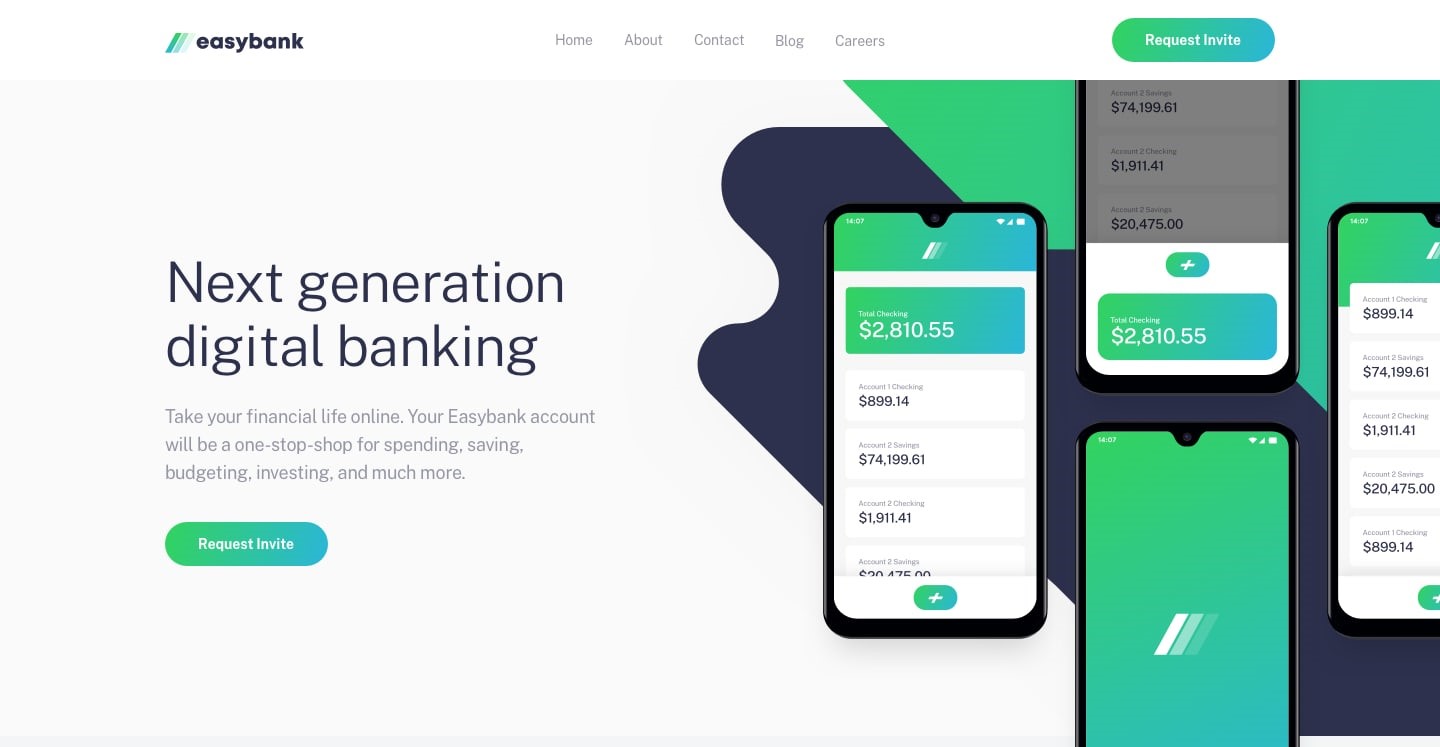 easybank
Home
About
Contact
Blog
Careers
Request Invite
Next generation
digital banking
Take your financial life online. Your Easybank account
will be a one-stop-shop for spending, saving,
budgeting, investing, and much more.
Request Invite
14:07
Total Checking
$2,810.55
Account 1 Checking
$899.14
Account 2 Savings
$74,199.61
Account 2 Checking
$1,911.41
Account 2 Savings
$20,475.00
Account 2 Savings
$74,199.61
Account 2 Checking
$1,911.41
Account 2 Savings
$20,475.00
Total Checking
$2,810.55
14:07
14:07
Account 1 Checking
$899.14
Account 2 Savings
$74,199.61
Account 2 Checking
$1,911.41
Account 2 Savings
$20,475.00
Account 1 Checking
$899.14